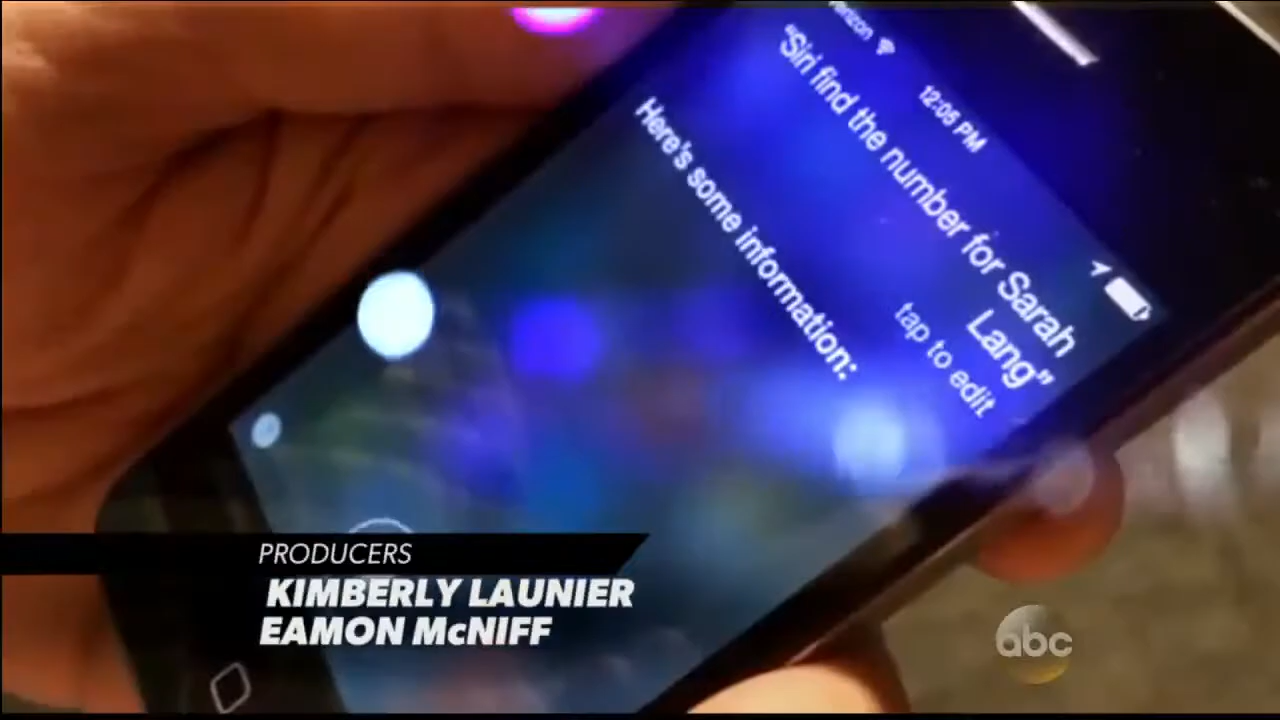 verizon
12:05 PM
"Siri find the number for Sarah
Lang"
tap to edit
Here's some information:
PRODUCERS
KIMBERLY LAUNIER
EAMON McNIFF
abc